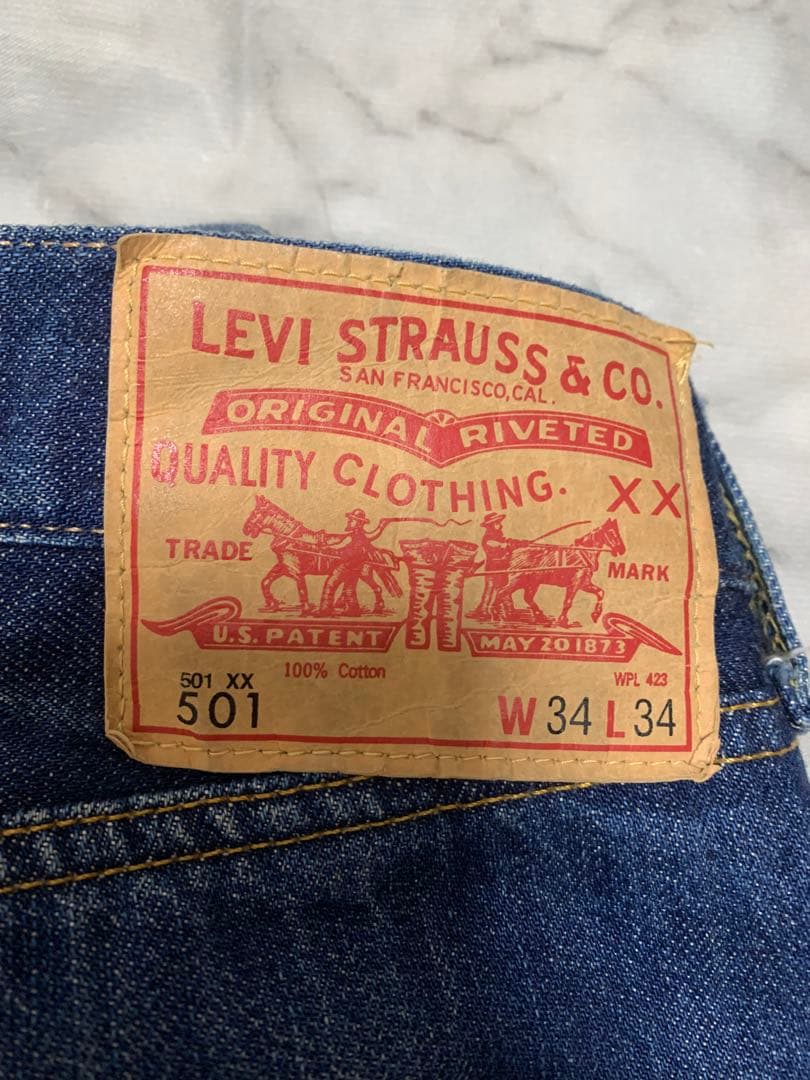 LEVI STRAUSS & CO.
SAN FRANCISCO, CAL.
ORIGINAL RIVETED
QUALITY CLOTHING. XX
TRADE MARK
U.S. PATENT MAY 20 1873
501 XX 100% Cotton WPL 423
501 W 34 L 34